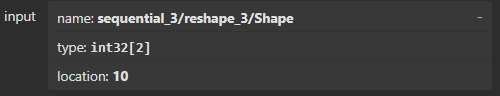 input name: sequential_3/reshape_3/Shape -
type: int32[2]
location: 10